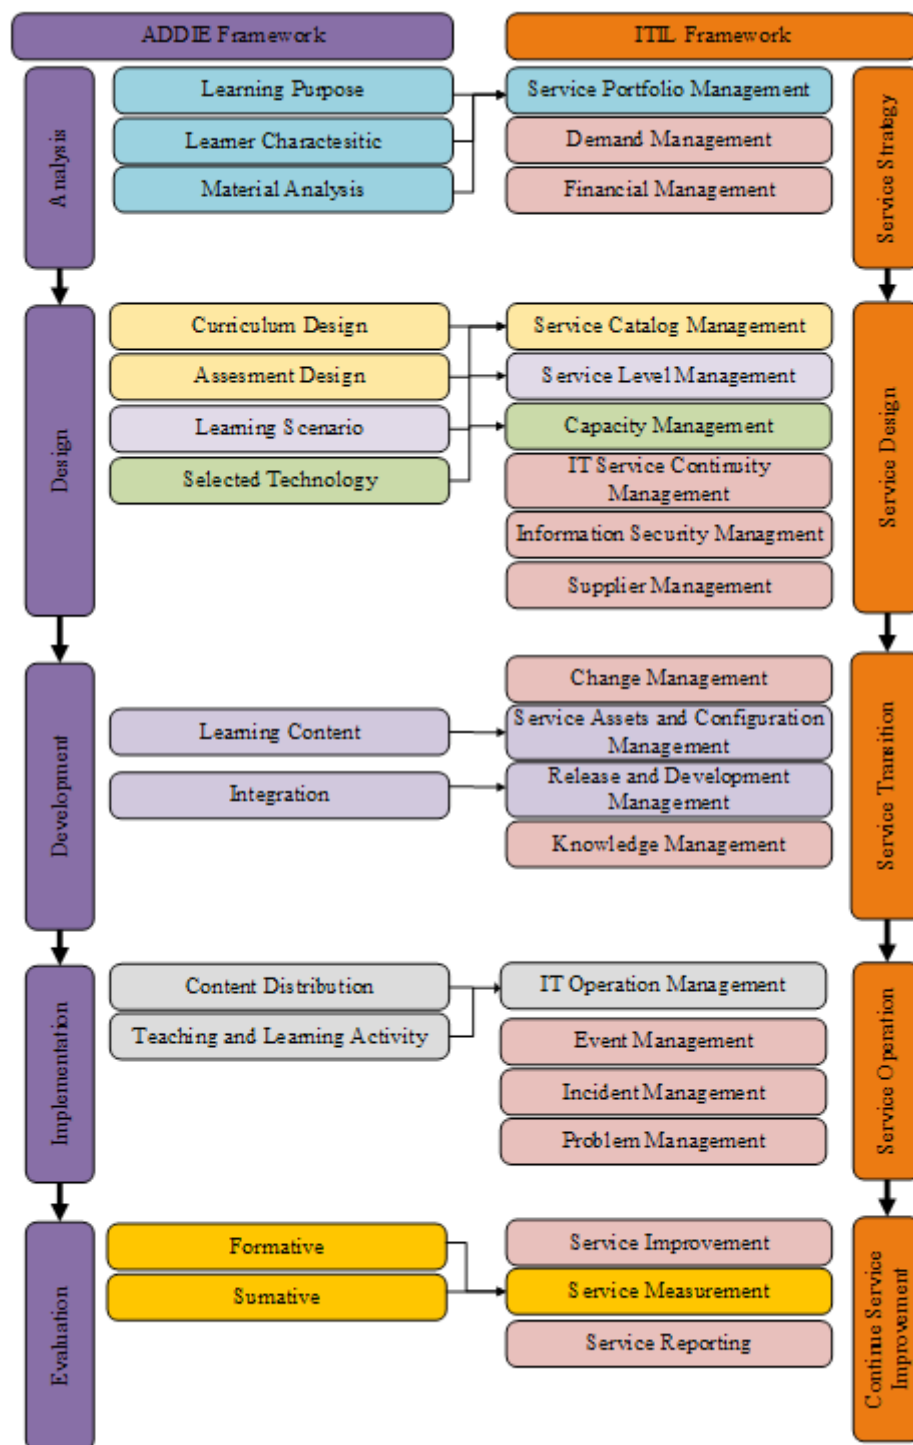 ADDIE Framework
ITIL Framework
Analysis
Learning Purpose
Learner Charactesitic
Material Analysis
Service Portfolio Management
Demand Management
Financial Management
Service Strategy
Design
Curriculum Design
Assesment Design
Learning Scenario
Selected Technology
Service Catalog Management
Service Level Management
Capacity Management
IT Service Continuity
Management
Information Security Managment
Supplier Management
Service Design
Development
Learning Content
Integration
Change Management
Service Assets and Configuration
Management
Release and Development
Management
Knowledge Management
Service Transition
Implementation
Content Distribution
Teaching and Learning Activity
IT Operation Management
Event Management
Incident Management
Problem Management
Service Operation
Evaluation
Formative
Sumative
Service Improvement
Service Measurement
Service Reporting
Continue Service
Improvement